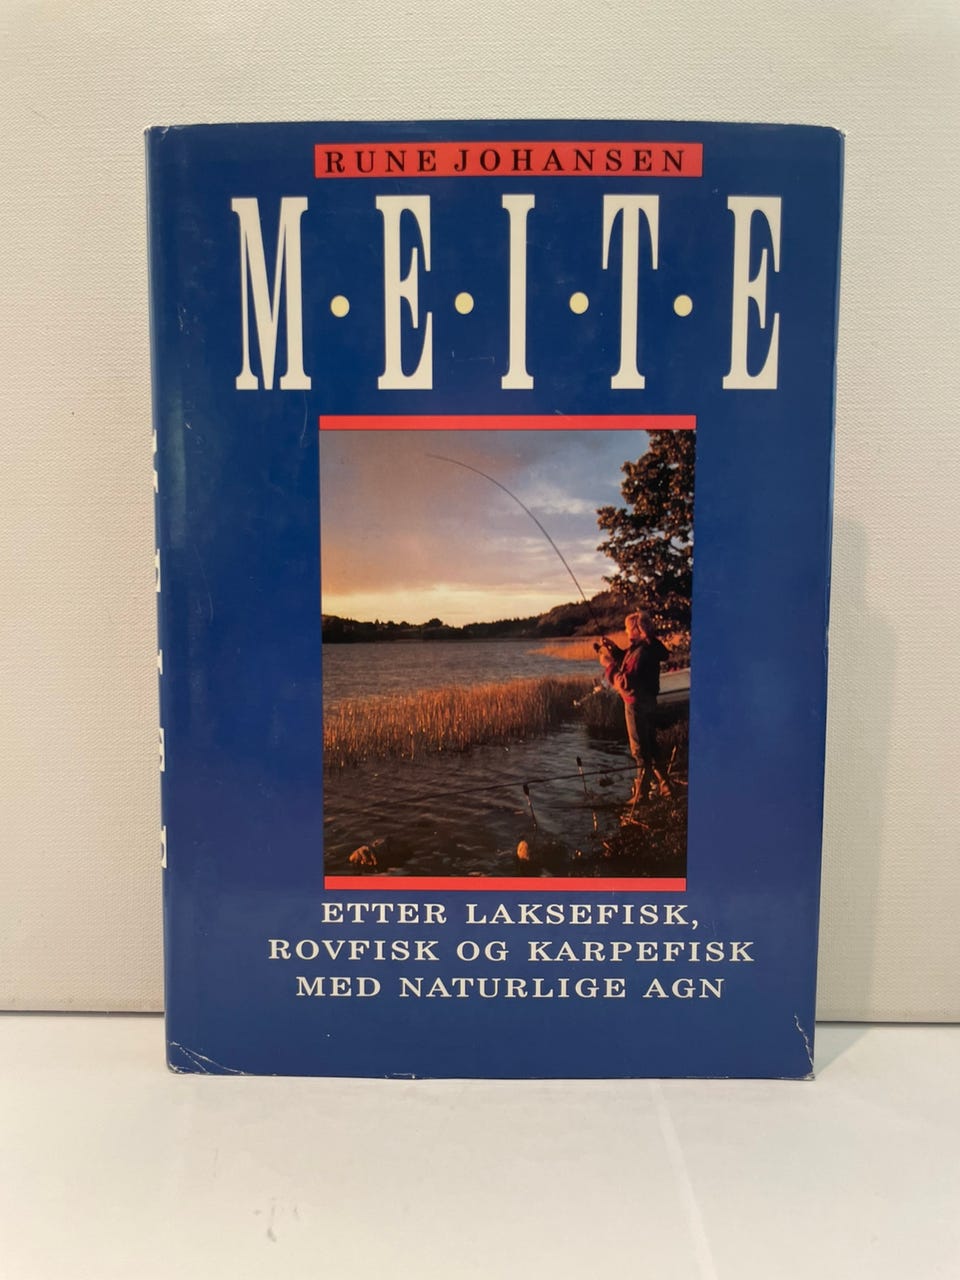 RUNE JOHANSEN
M•E•I•T•E
ETTER LAKSEFISK,
ROVFISK OG KARPEFISK
MED NATURLIGE AGN